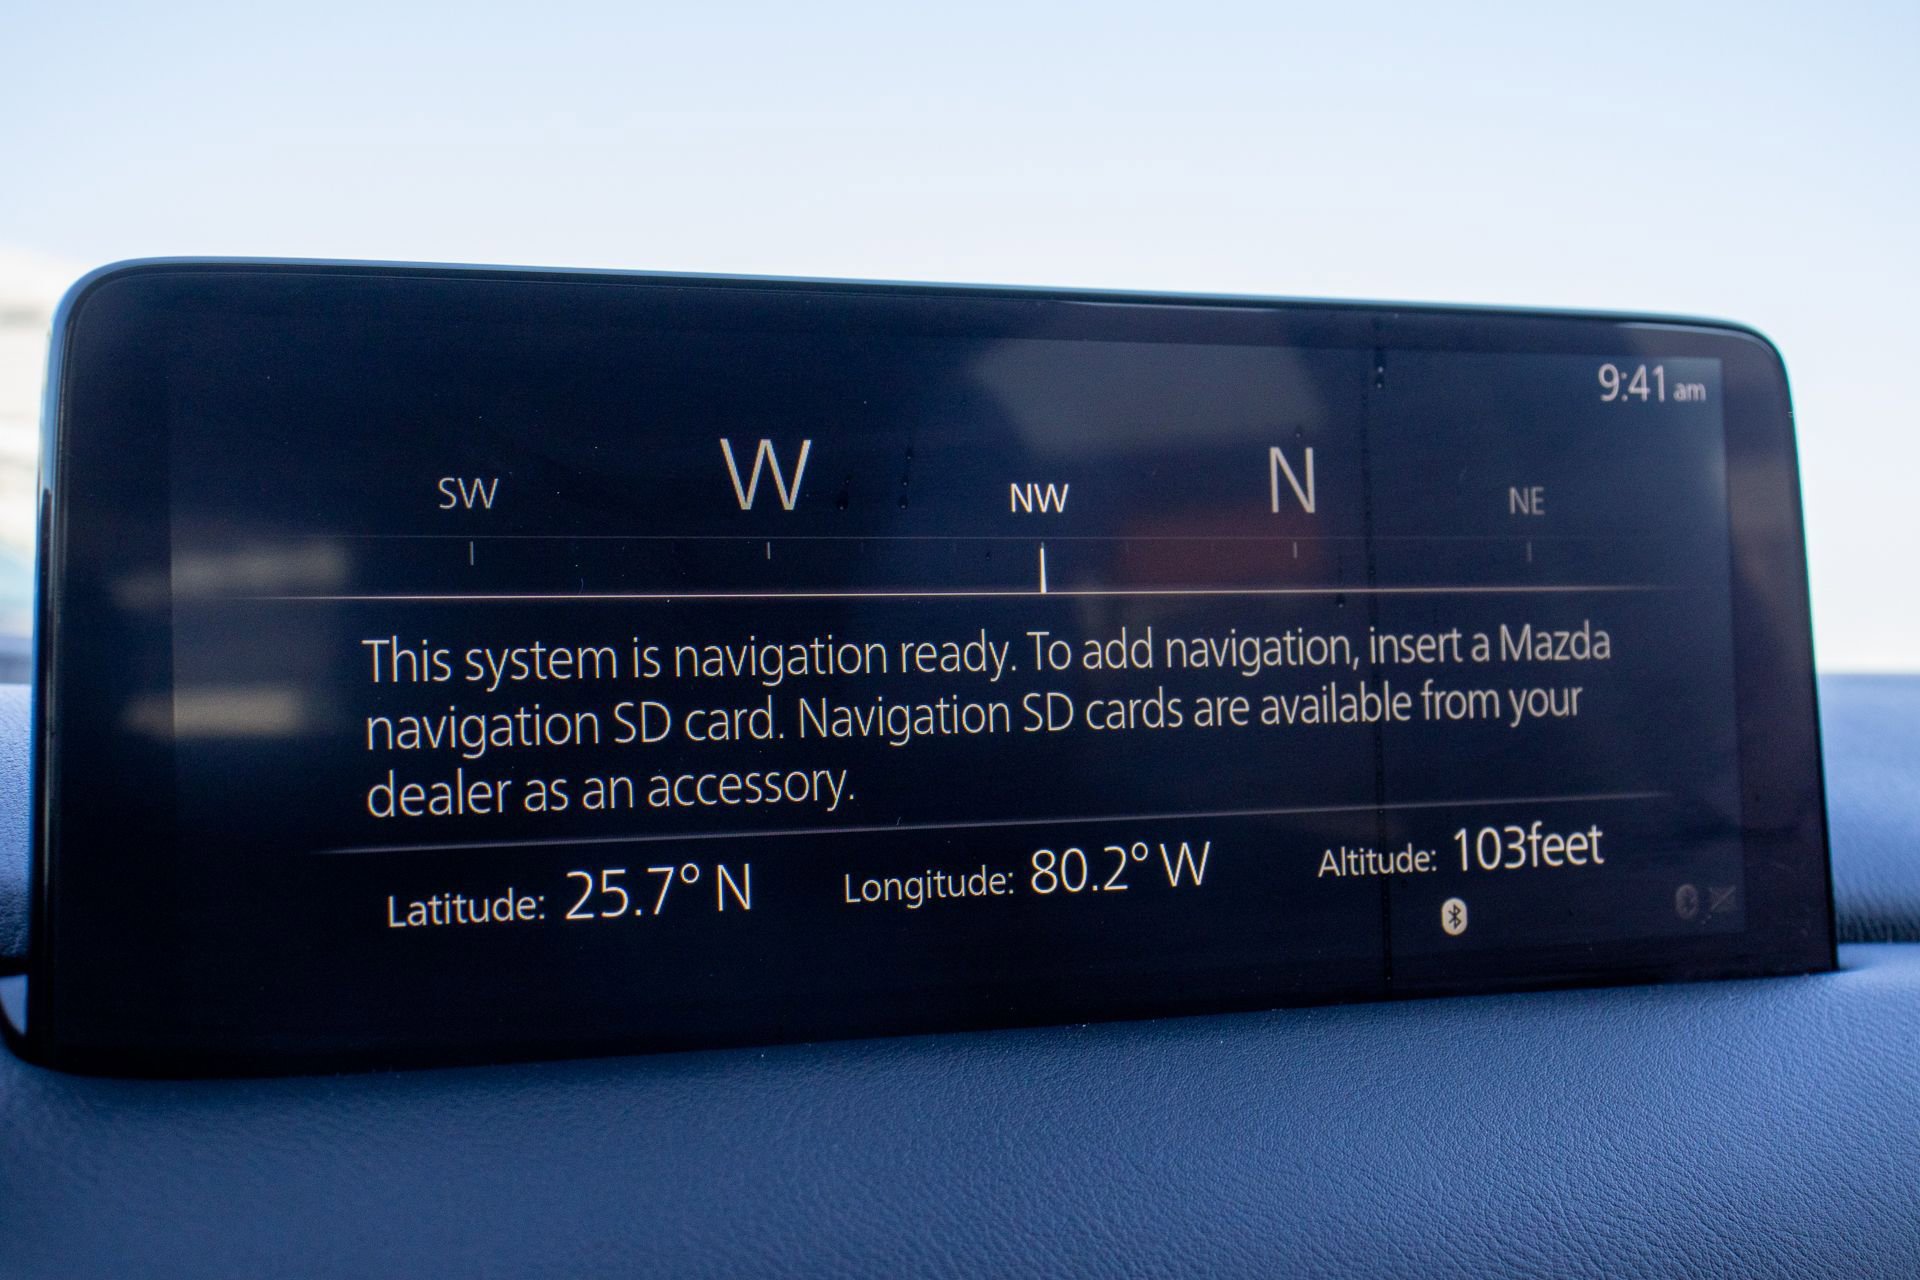 9:41 am
SW W NW N NE
This system is navigation ready. To add navigation, insert a Mazda
navigation SD card. Navigation SD cards are available from your
dealer as an accessory.
Latitude: 25.7° N Longitude: 80.2° W Altitude: 103feet